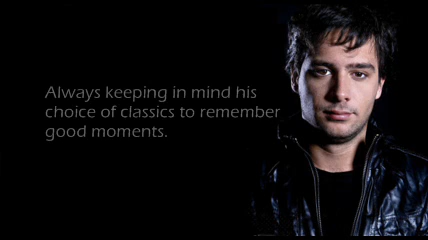 Always keeping in mind his
choice of classics to remember
good moments.